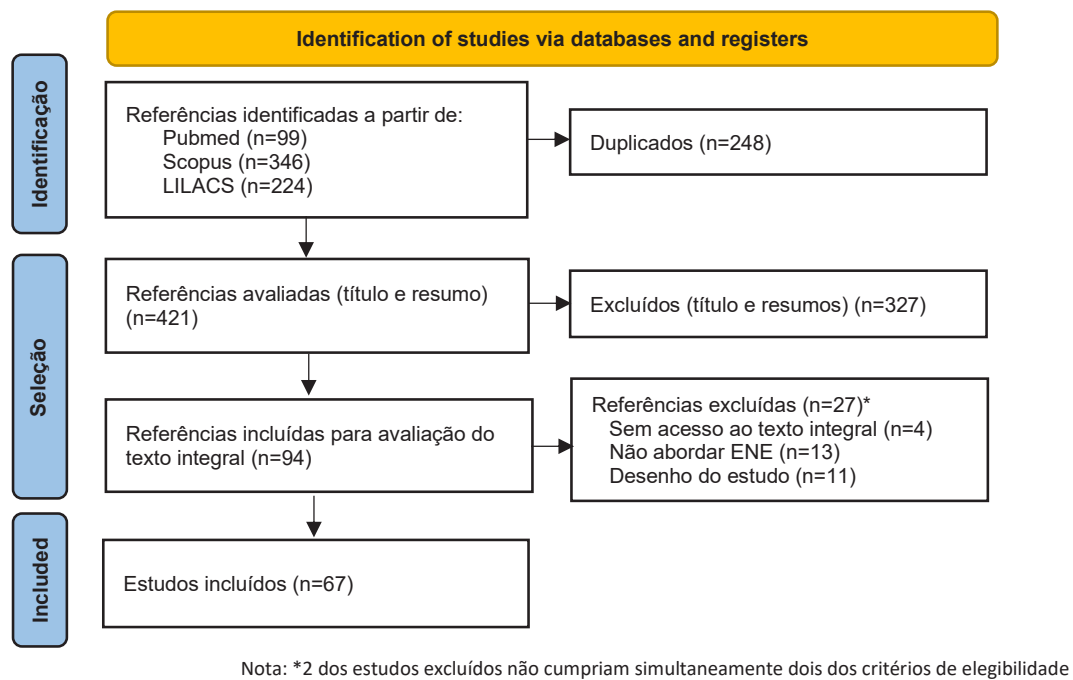 Identification of studies via databases and registers
Identificação
Referências identificadas a partir de:
Pubmed (n=99)
Scopus (n=346)
LILACS (n=224)
Duplicados (n=248)
Seleção
Referências avaliadas (título e resumo)
(n=421)
Excluídos (título e resumos) (n=327)
Referências incluídas para avaliação do
texto integral (n=94)
Referências excluídas (n=27)*
Sem acesso ao texto integral (n=4)
Não abordar ENE (n=13)
Desenho do estudo (n=11)
Included
Estudos incluídos (n=67)
Nota: *2 dos estudos excluídos não cumpriam simultaneamente dois dos critérios de elegibilidade